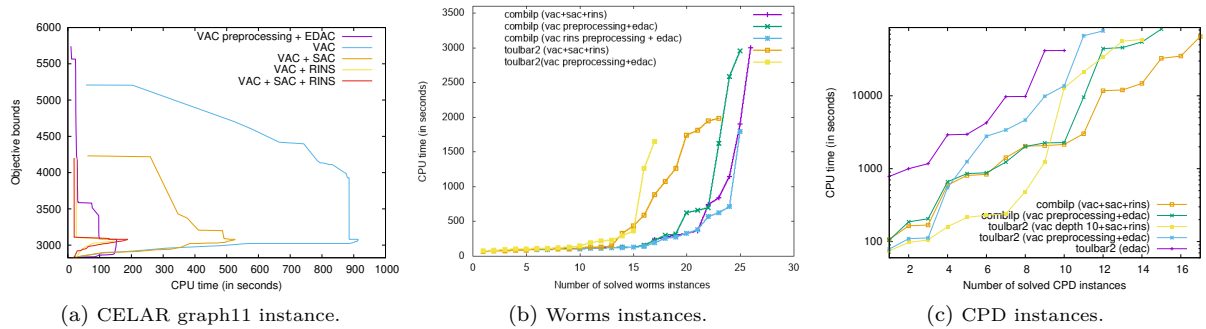 6000
5500
5000
4500
4000
3500
3000
0 100 200 300 400 500 600 700 800 900 1000
Objective bounds
CPU time (in seconds)
VAC preprocessing + EDAC
VAC
VAC + SAC
VAC + RINS
VAC + SAC + RINS
(a) CELAR graph11 instance.
3500
3000
2500
2000
1500
1000
500
0
0 5 10 15 20 25 30
CPU time (in seconds)
Number of solved worms instances
combilp (vac+sac+rins)
combilp (vac preprocessing+edac)
combilp (vac rins preprocessing + edac)
toulbar2 (vac+sac+rins)
toulbar2(vac preprocessing+edac)
(b) Worms instances.
10000
1000
100
2 4 6 8 10 12 14 16
CPU time (in seconds)
Number of solved CPD instances
combilp (vac+sac+rins)
combilp (vac preprocessing+edac)
toulbar2 (vac depth 10+sac+rins)
toulbar2 (vac preprocessing+edac)
toulbar2 (edac)
(c) CPD instances.